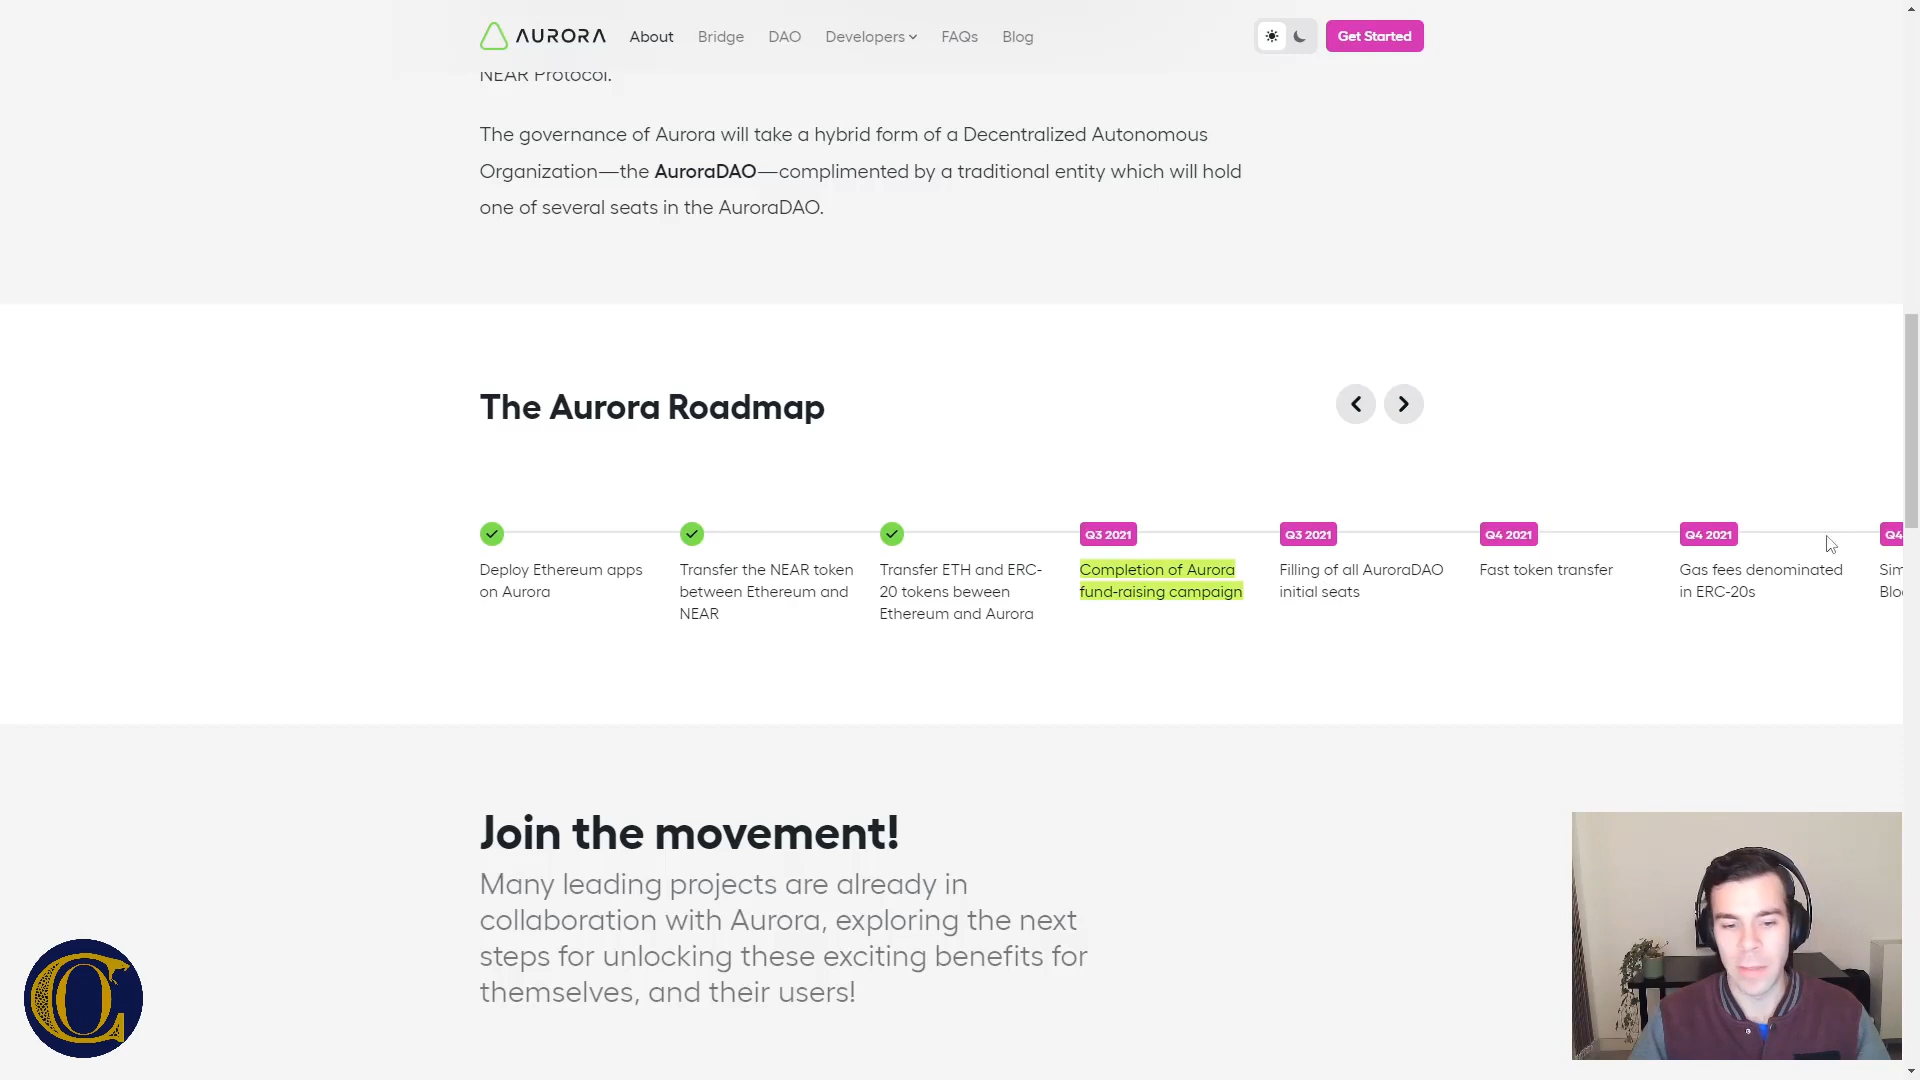 AURORA About Bridge DAO Developers FAQs Blog Get Started
NEAR Protocol.
The governance of Aurora will take a hybrid form of a Decentralized Autonomous
Organization—the AuroraDAO—complimented by a traditional entity which will hold
one of several seats in the AuroraDAO.
The Aurora Roadmap
Deploy Ethereum apps
on Aurora
Transfer the NEAR token
between Ethereum and
NEAR
Transfer ETH and ERC-
20 tokens beween
Ethereum and Aurora
Q3 2021
Completion of Aurora
fund-raising campaign
Q3 2021
Filling of all AuroraDAO
initial seats
Q4 2021
Fast token transfer
Q4 2021
Gas fees denominated
in ERC-20s
Q4
Sim
Blo
Join the movement!
Many leading projects are already in
collaboration with Aurora, exploring the next
steps for unlocking these exciting benefits for
themselves, and their users!